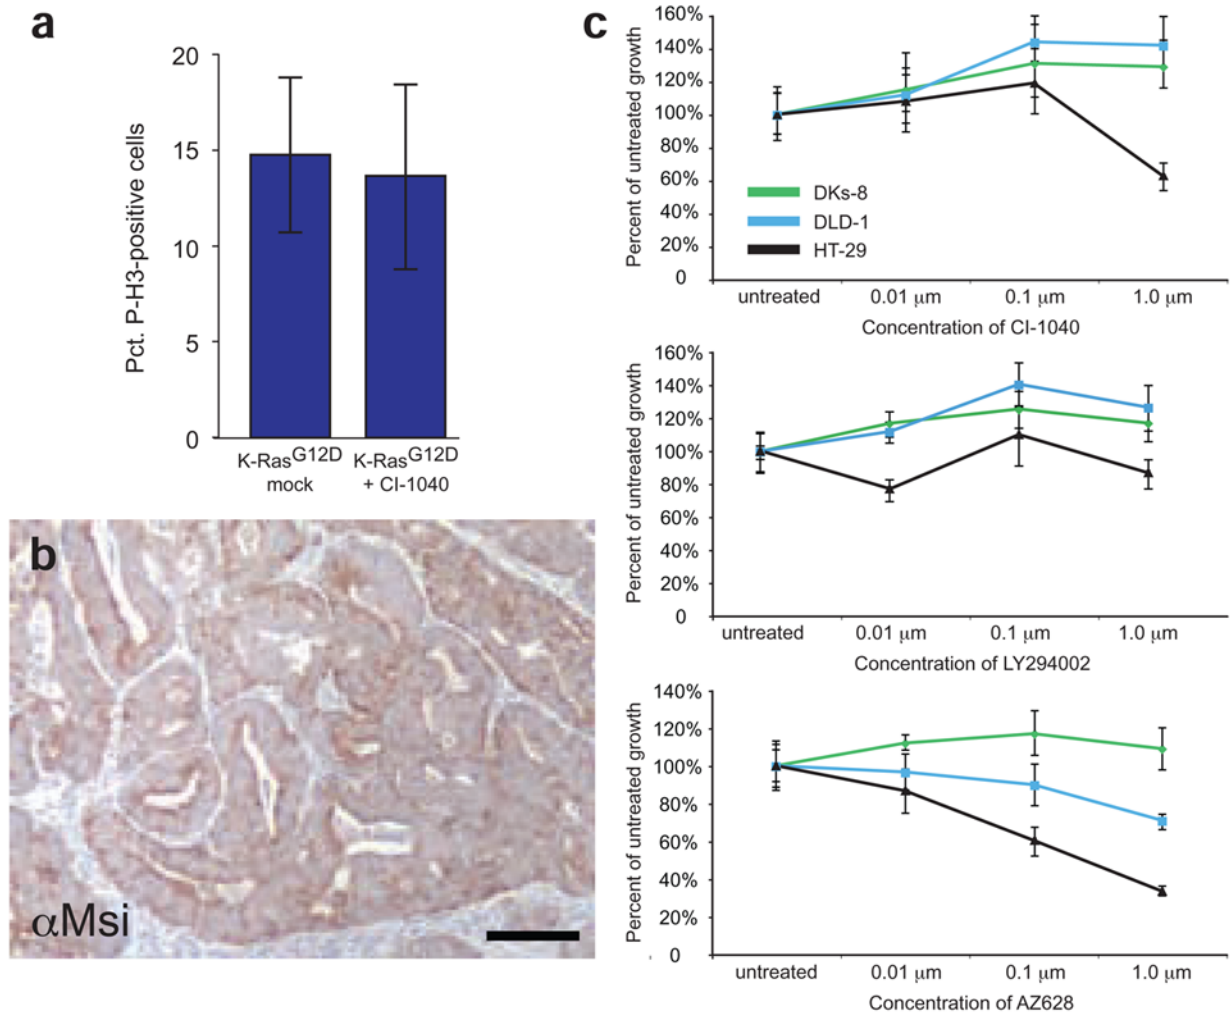 a
20
15
10
5
0
Pct. P-H3-positive cells
K-RasG12D
mock
K-RasG12D
+ CI-1040
b
αMsi
c
160%
140%
120%
100%
80%
60%
40%
20%
0
Percent of untreated growth
DKs-8
DLD-1
HT-29
untreated 0.01 μm 0.1 μm 1.0 μm
Concentration of CI-1040
160%
140%
120%
100%
80%
60%
40%
20%
0
Percent of untreated growth
untreated 0.01 μm 0.1 μm 1.0 μm
Concentration of LY294002
140%
120%
100%
80%
60%
40%
20%
0
Percent of untreated growth
untreated 0.01 μm 0.1 μm 1.0 μm
Concentration of AZ628